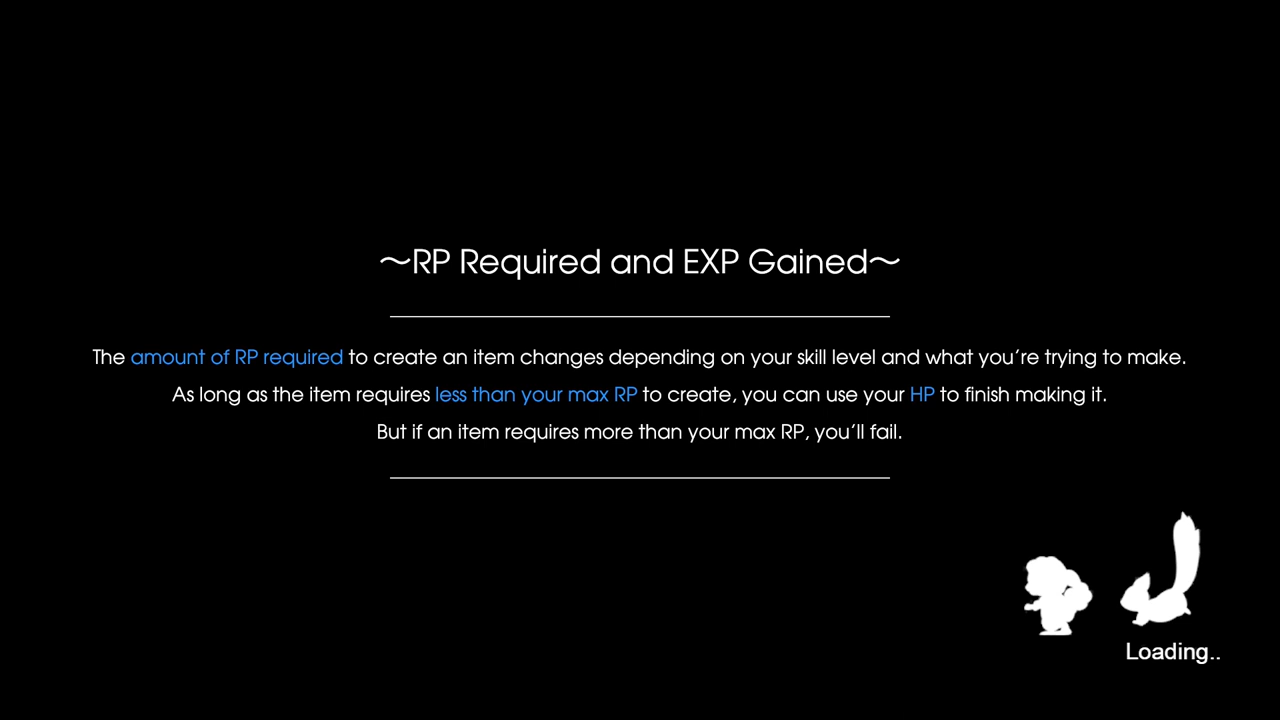 ～RP Required and EXP Gained～
The amount of RP required to create an item changes depending on your skill level and what you're trying to make.
As long as the item requires less than your max RP to create, you can use your HP to finish making it.
But if an item requires more than your max RP, you'll fail.
Loading..